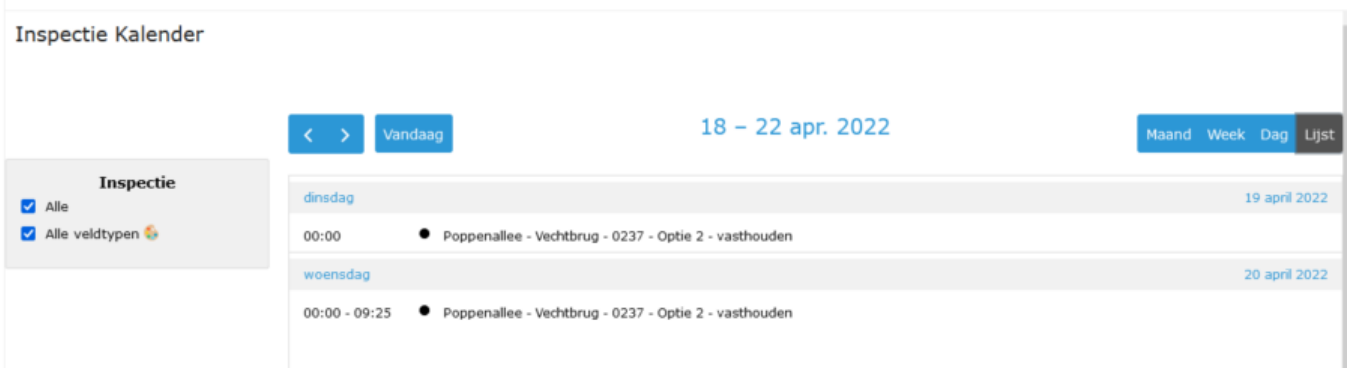 Inspectie Kalender
Vandaag
18 – 22 apr. 2022
Maand Week Dag Lijst
Inspectie
Alle
Alle veldtypen
dinsdag 19 april 2022
00:00 Poppenallee - Vechtbrug - 0237 - Optie 2 - vasthouden
woensdag 20 april 2022
00:00 - 09:25 Poppenallee - Vechtbrug - 0237 - Optie 2 - vasthouden